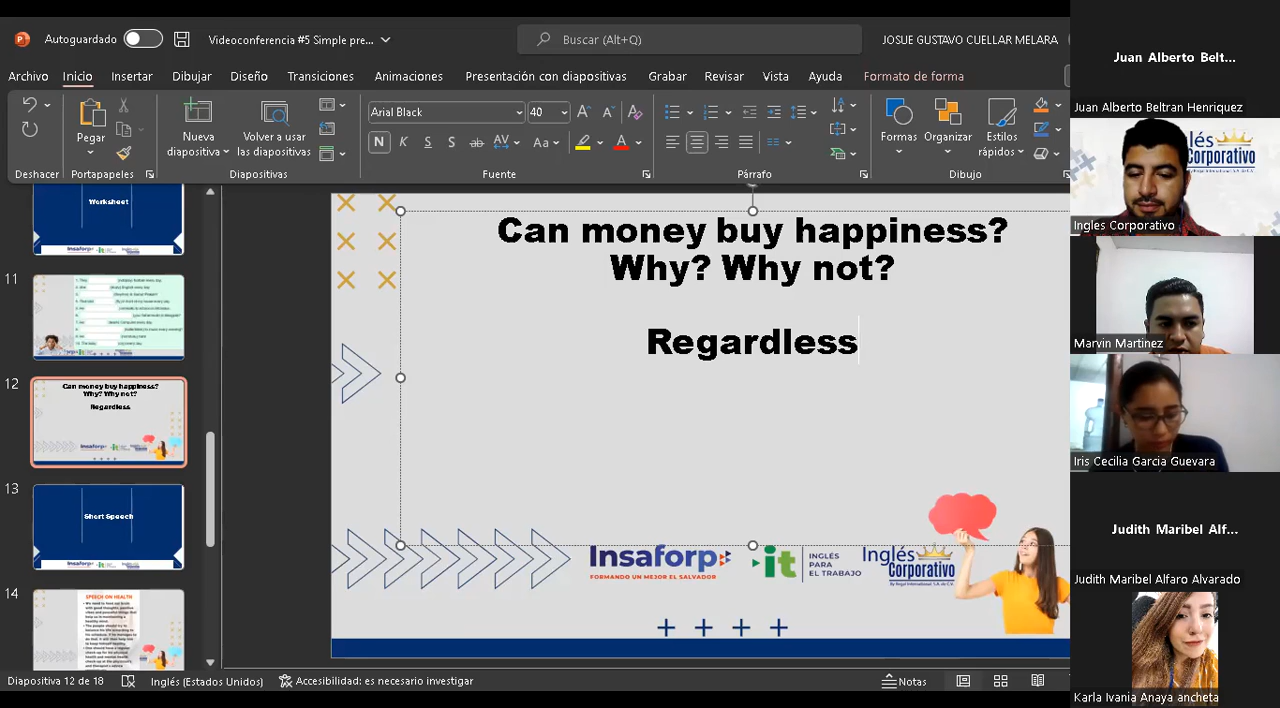 Autoguardado
Videoconferencia #5 Simple pre...
Buscar (Alt+Q)
JOSUE GUSTAVO CUELLAR MELARA
Archivo Inicio Insertar Dibujar Diseño Transiciones Animaciones Presentación con diapositivas Grabar Revisar Vista Ayuda Formato de forma
Arial Black 40
Pegar
Nueva diapositiva
Volver a usar las diapositivas
Formas Organizar Estilos rápidos
Deshacer Portapapeles Diapositivas Fuente Párrafo Dibujo
Worksheet
11
12
Can money buy happiness?
Why? Why not?
Regardless
13
Short Speech
14
SPEECH ON HEALTH
Can money buy happiness?
Why? Why not?
Regardless
Insaforp
FORMANDO UN MEJOR EL SALVADOR
it
INGLÉS
PARA
EL TRABAJO
Inglés
Corporativo
By Regal International S.A. de C.V.
Diapositiva 12 de 18
Inglés (Estados Unidos)
Accesibilidad: es necesario investigar
Notas
Juan Alberto Belt...
Juan Alberto Beltran Henriquez
Ingles Corporativo
Marvin Martinez
Iris Cecilia Garcia Guevara
Judith Maribel Alf...
Judith Maribel Alfaro Alvarado
Karla Ivania Anaya ancheta